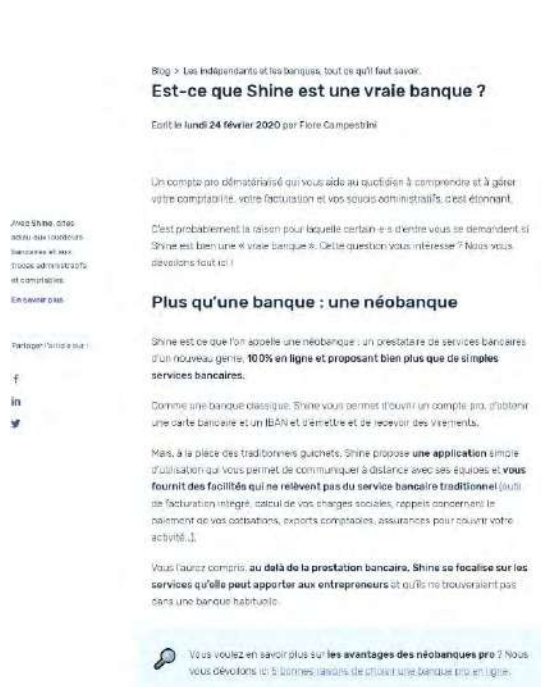 Blog > Les indépendants et les banques, tout ce qu'il faut savoir.
Est-ce que Shine est une vraie banque ?
Ecrit le lundi 24 février 2020 par Flore Campestrini
Un compte pro dématérialisé qui vous aide au quotidien à comprendre et à gérer
votre comptabilité, votre facturation et vos soucis administratifs, c'est étonnant.
C'est probablement la raison pour laquelle certain·e·s d'entre vous se demandent si
Shine est bien une « vraie banque ». Cette question vous intéresse ? Nous vous
dévoilons tout ici !
Avec Shine, dites
adieu aux lourdeurs
bancaires et aux
tracas administratifs
et comptables.
En savoir plus
Partager l'article sur :
Plus qu'une banque : une néobanque
Shine est ce que l'on appelle une néobanque : un prestataire de services bancaires
d'un nouveau genre, 100% en ligne et proposant bien plus que de simples
services bancaires.
Comme une banque classique, Shine vous permet d'ouvrir un compte pro, d'obtenir
une carte bancaire et un IBAN et d'émettre et de recevoir des virements.
Mais, à la place des traditionnels guichets, Shine propose une application simple
d'utilisation qui vous permet de communiquer à distance avec ses équipes et vous
fournit des facilités qui ne relèvent pas du service bancaire traditionnel (outil
de facturation intégré, calcul de vos charges sociales, rappels concernant le
paiement de vos cotisations, exports comptables, assurances pour couvrir votre
activité…).
Vous l'aurez compris, au delà de la prestation bancaire, Shine se focalise sur les
services qu'elle peut apporter aux entrepreneurs et qu'ils ne trouveraient pas
dans une banque habituelle.
Vous voulez en savoir plus sur les avantages des néobanques pro ? Nous
vous dévoilons ici 5 bonnes raisons de choisir une banque pro en ligne.